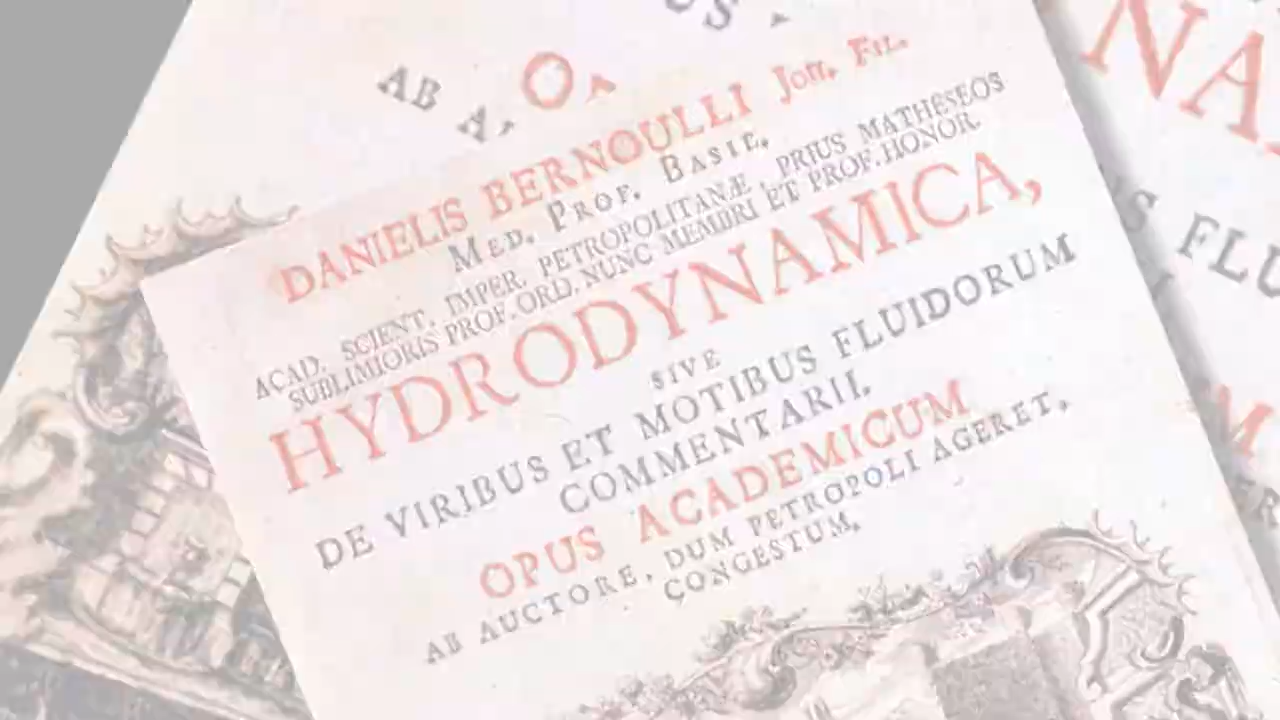 AB
A.
O
DANIELIS BERNOULLI JOH. FIL.
MED. PROF. BASIL.
ACAD. SCIENT. IMPER. PETROPOLITANÆ, PRIUS MATHESEOS
SUBLIMIORIS PROF. ORD. NUNC MEMBRI ET PROF. HONOR.
HYDRODYNAMICA,
SIVE
DE VIRIBUS ET MOTIBUS FLUIDORUM
COMMENTARII.
OPUS ACADEMICUM
AB AUCTORE, DUM PETROPOLI AGERET,
CONGESTUM.
NA
S FLU
M